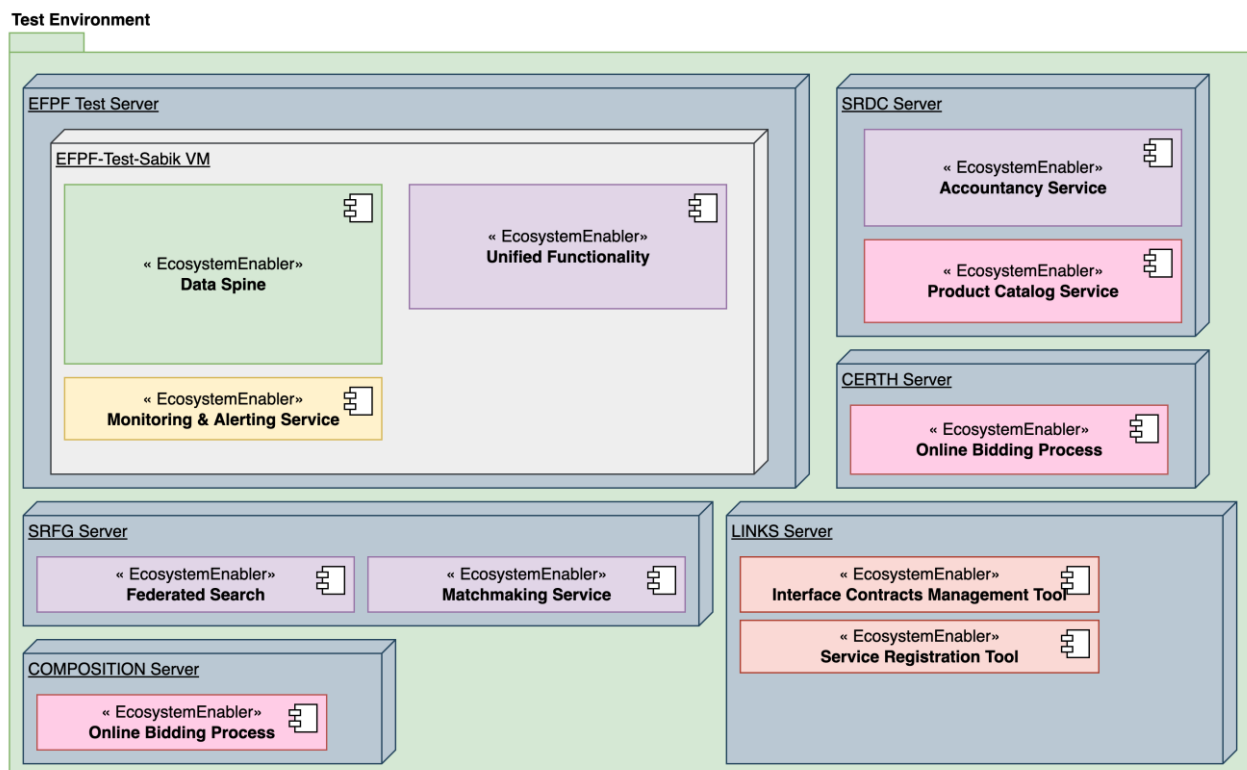 Test Environment
EFPF Test Server
EFPF-Test-Sabik VM
« EcosystemEnabler»
Data Spine
« EcosystemEnabler»
Unified Functionality
« EcosystemEnabler»
Monitoring & Alerting Service
SRDC Server
« EcosystemEnabler»
Accountancy Service
« EcosystemEnabler»
Product Catalog Service
CERTH Server
« EcosystemEnabler»
Online Bidding Process
SRFG Server
« EcosystemEnabler»
Federated Search
« EcosystemEnabler»
Matchmaking Service
LINKS Server
« EcosystemEnabler»
Interface Contracts Management Tool
« EcosystemEnabler»
Service Registration Tool
COMPOSITION Server
« EcosystemEnabler»
Online Bidding Process